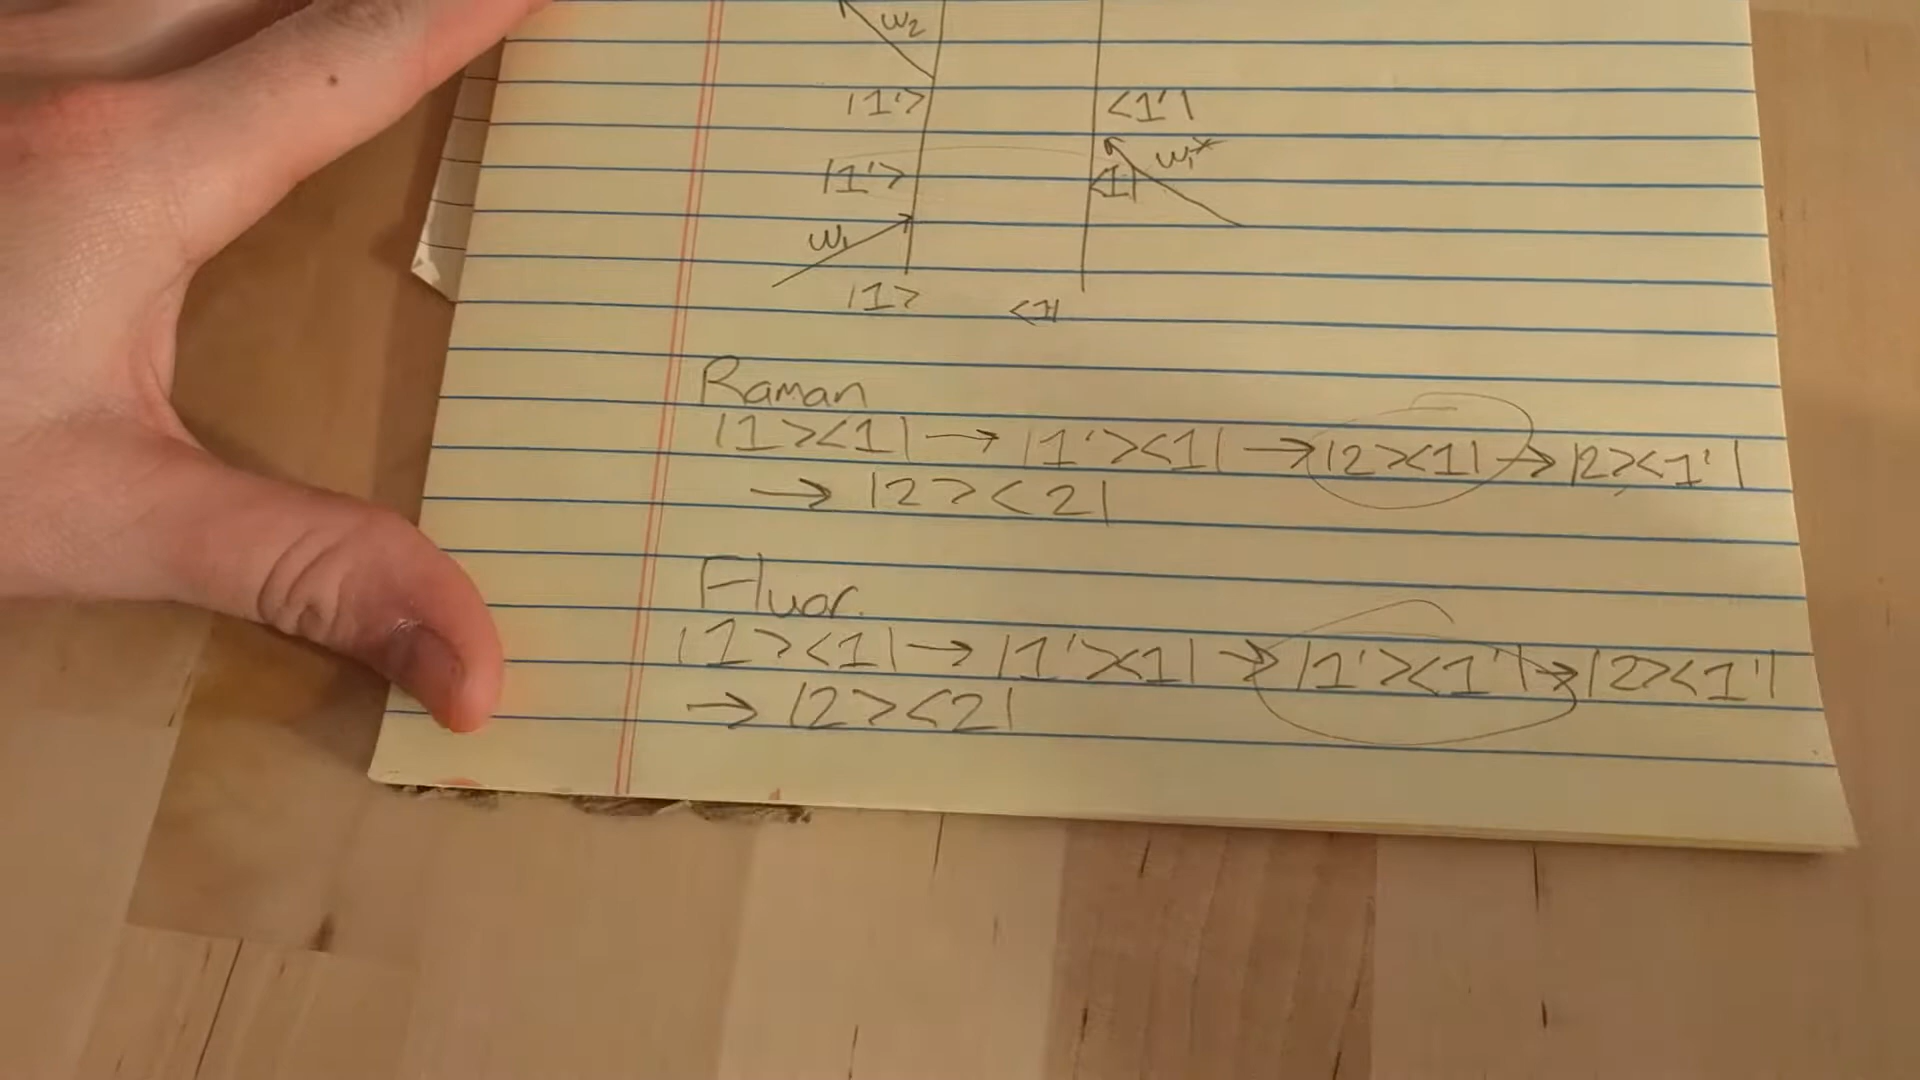 ω₂
|1'> <1'|
|1'> <1| ω₁*
ω₁
|1> <1|
Raman
|1><1| → |1'><1| → |2><1| → |2><1'|
→ |2><2|
Fluor.
|1><1| → |1'><1| → |1'><1'| → |2><1'|
→ |2><2|